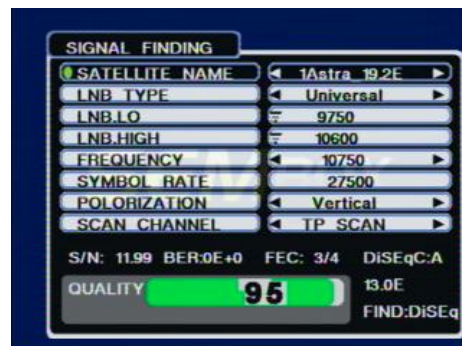 SIGNAL FINDING
SATELLITE NAME 1Astra_19.2E
LNB TYPE Universal
LNB.LO 9750
LNB.HIGH 10600
FREQUENCY 10750
SYMBOL RATE 27500
POLORIZATION Vertical
SCAN CHANNEL TP SCAN
S/N: 11.99 BER:0E+0 FEC: 3/4 DiSEqC:A
QUALITY 95 13.0E
FIND:DiSEq